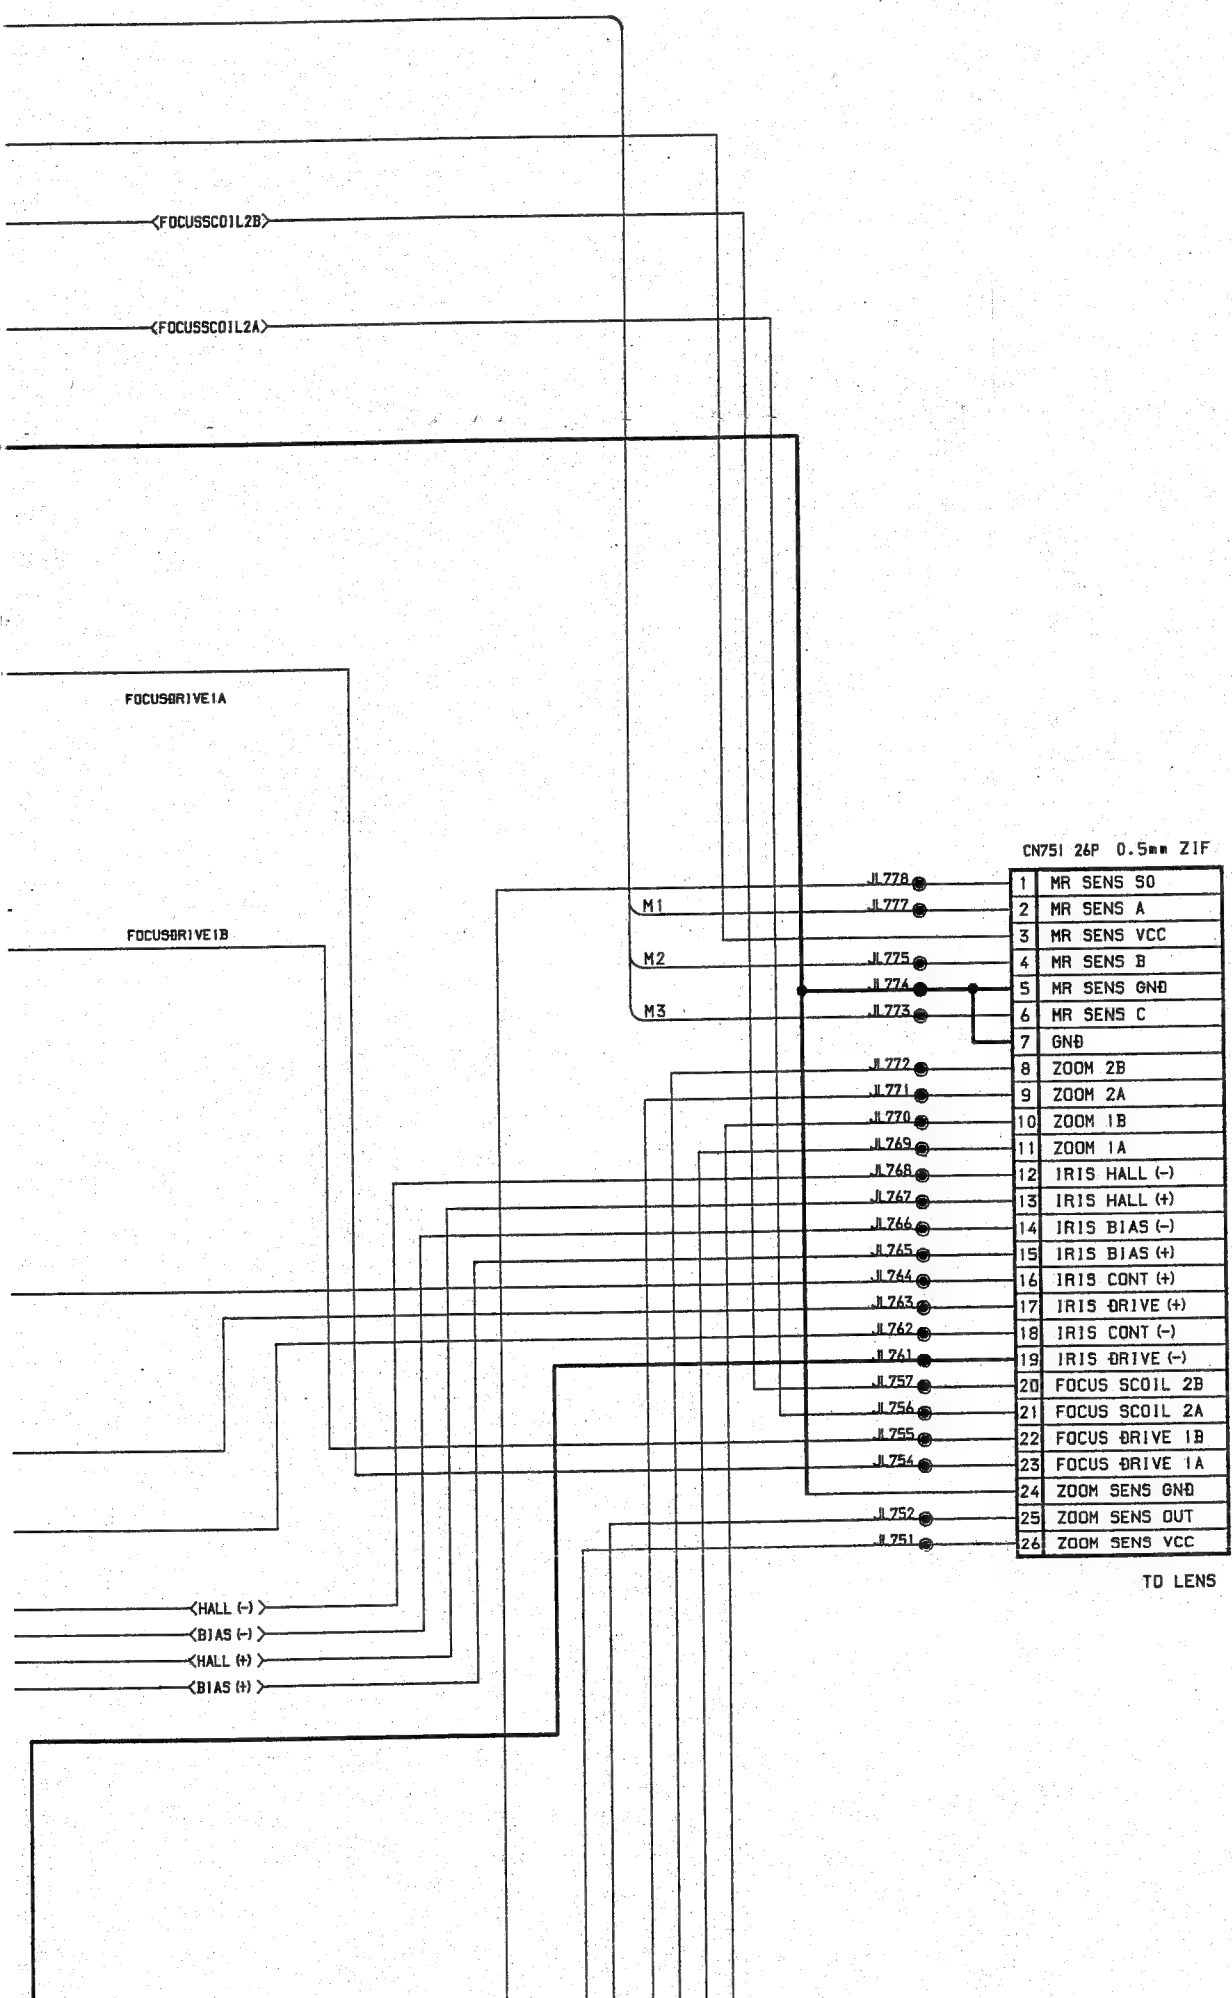 <FOCUSSCOIL2B>
<FOCUSSCOIL2A>
FOCUSDRIVE1A
FOCUSDRIVE1B
CN751 26P 0.5mm ZIF
JL778 1 MR SENS SO
M1 JL777 2 MR SENS A
3 MR SENS VCC
M2 JL775 4 MR SENS B
JL774 5 MR SENS GND
M3 JL773 6 MR SENS C
7 GND
JL772 8 ZOOM 2B
JL771 9 ZOOM 2A
JL770 10 ZOOM 1B
JL769 11 ZOOM 1A
JL768 12 IRIS HALL (-)
JL767 13 IRIS HALL (+)
JL766 14 IRIS BIAS (-)
JL765 15 IRIS BIAS (+)
JL764 16 IRIS CONT (+)
JL763 17 IRIS DRIVE (+)
JL762 18 IRIS CONT (-)
JL761 19 IRIS DRIVE (-)
JL757 20 FOCUS SCOIL 2B
JL756 21 FOCUS SCOIL 2A
JL755 22 FOCUS DRIVE 1B
JL754 23 FOCUS DRIVE 1A
24 ZOOM SENS GND
JL752 25 ZOOM SENS OUT
JL751 26 ZOOM SENS VCC
TO LENS
<HALL (-)>
<BIAS (-)>
<HALL (+)>
<BIAS (+)>